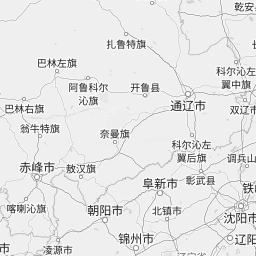 乾安
扎鲁特旗
巴林左旗
科尔沁左
翼中旗
阿鲁科尔
沁旗
开鲁县
巴林右旗
通辽市
双辽市
翁牛特旗
奈曼旗
科尔沁左
翼后旗
调兵山
赤峰市
敖汉旗
彰武县
阜新市
铁
喀喇沁旗
朝阳市
北镇市
沈阳市
辽阳
凌源市
锦州市